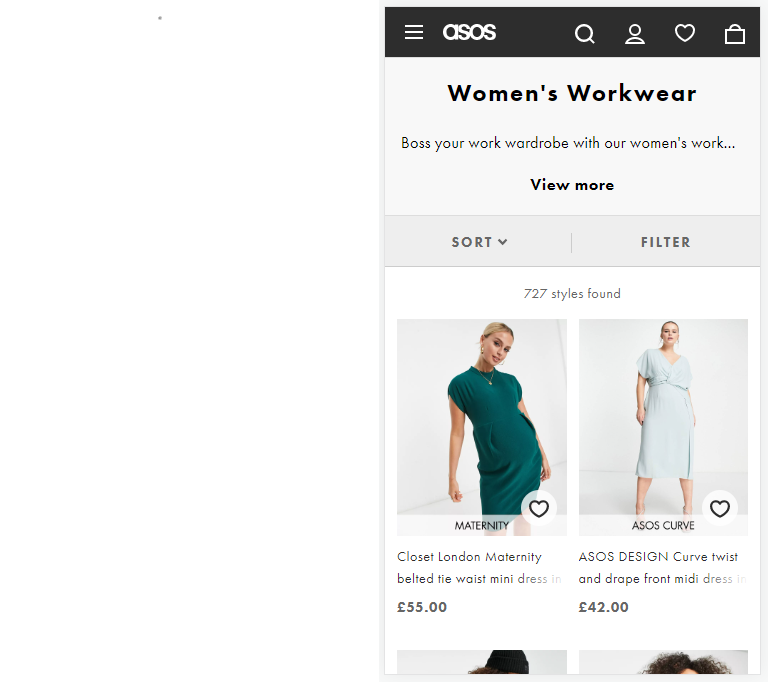 asos
Women's Workwear
Boss your work wardrobe with our women's work...
View more
SORT
FILTER
727 styles found
MATERNITY
ASOS CURVE
Closet London Maternity
belted tie waist mini dress in
£55.00
ASOS DESIGN Curve twist
and drape front midi dress in
£42.00